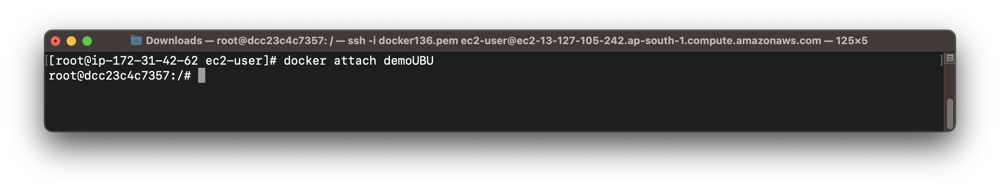 Downloads — root@dcc23c4c7357: / — ssh -i docker136.pem ec2-user@ec2-13-127-105-242.ap-south-1.compute.amazonaws.com — 125×5
[[root@ip-172-31-42-62 ec2-user]# docker attach demoUBU ]
root@dcc23c4c7357:/#